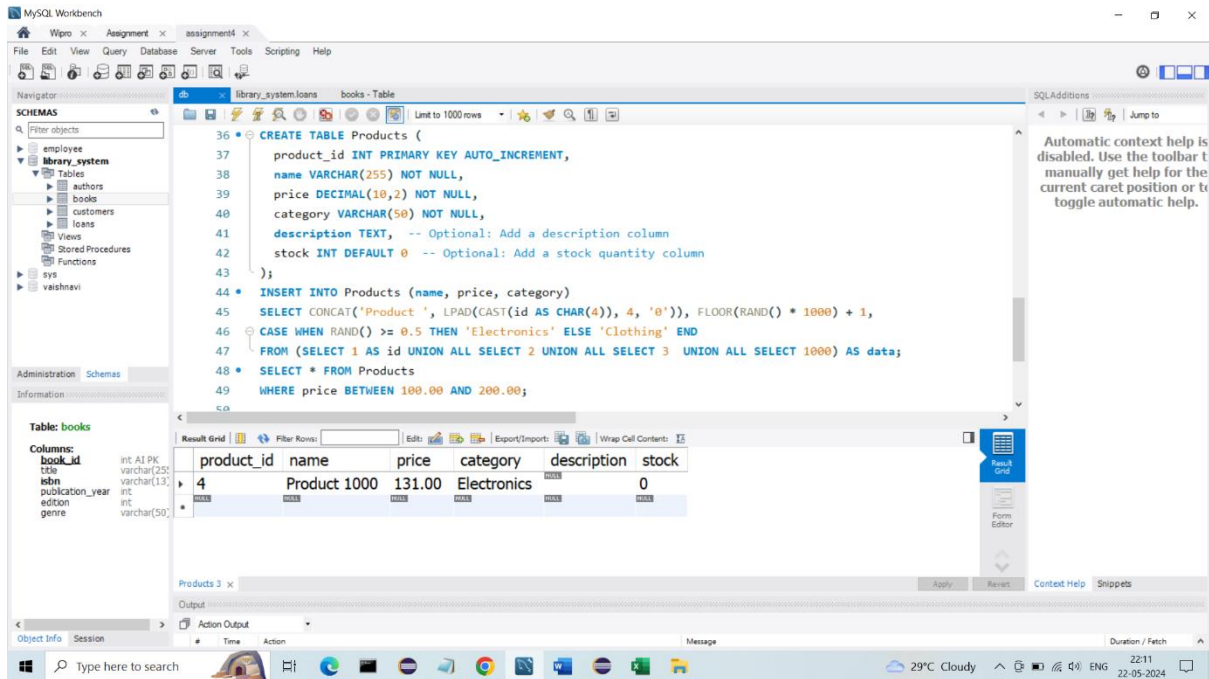 MySQL Workbench
Wipro × Assignment × assignment4 ×
File Edit View Query Database Server Tools Scripting Help
Navigator
SCHEMAS
Filter objects
employee
library_system
Tables
authors
books
customers
loans
Views
Stored Procedures
Functions
sys
vaishnavi
Administration Schemas
Information
Table: books
Columns:
book_id int AI PK
title varchar(255
isbn varchar(13)
publication_year int
edition int
genre varchar(50)
Object Info Session
db × library_system.loans books - Table
Limit to 1000 rows
36 CREATE TABLE Products (
37 product_id INT PRIMARY KEY AUTO_INCREMENT,
38 name VARCHAR(255) NOT NULL,
39 price DECIMAL(10,2) NOT NULL,
40 category VARCHAR(50) NOT NULL,
41 description TEXT, -- Optional: Add a description column
42 stock INT DEFAULT 0 -- Optional: Add a stock quantity column
43 );
44 INSERT INTO Products (name, price, category)
45 SELECT CONCAT('Product ', LPAD(CAST(id AS CHAR(4)), 4, '0')), FLOOR(RAND() * 1000) + 1,
46 CASE WHEN RAND() >= 0.5 THEN 'Electronics' ELSE 'Clothing' END
47 FROM (SELECT 1 AS id UNION ALL SELECT 2 UNION ALL SELECT 3 UNION ALL SELECT 1000) AS data;
48 SELECT * FROM Products
49 WHERE price BETWEEN 100.00 AND 200.00;
50
Result Grid Filter Rows: Edit: Export/Import: Wrap Cell Content:
product_id name price category description stock
4 Product 1000 131.00 Electronics NULL 0
NULL NULL NULL NULL NULL NULL
Result Grid
Form Editor
Products 3 × Apply Revert
Output
Action Output
# Time Action Message Duration / Fetch
SQLAdditions
Jump to
Automatic context help is
disabled. Use the toolbar t
manually get help for the
current caret position or to
toggle automatic help.
Context Help Snippets
Type here to search
29°C Cloudy
ENG
22:11
22-05-2024